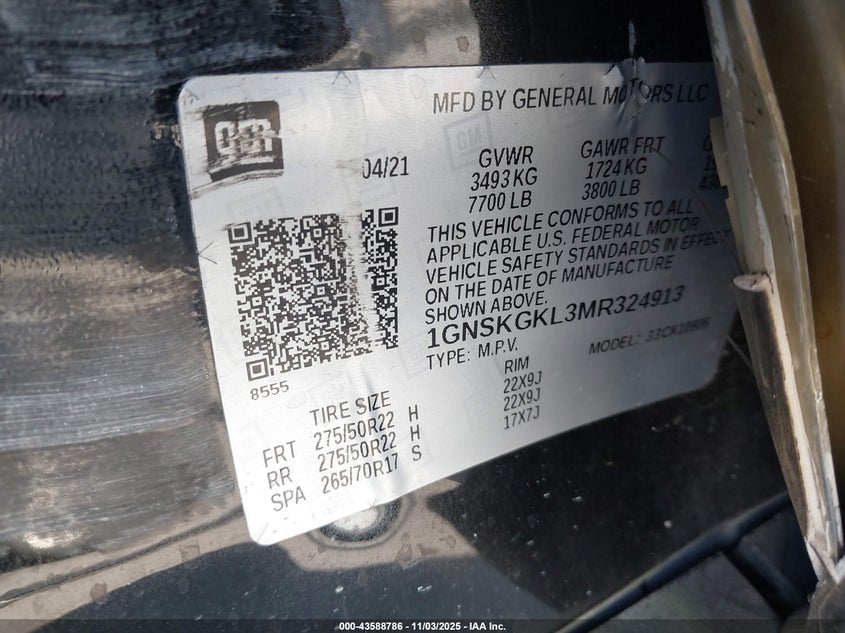 GM
MFD BY GENERAL MOTORS LLC
04/21
GVWR
3493 KG
7700 LB
GAWR FRT
1724 KG
3800 LB
THIS VEHICLE CONFORMS TO ALL
APPLICABLE U.S. FEDERAL MOTOR
VEHICLE SAFETY STANDARDS IN EFFECT
ON THE DATE OF MANUFACTURE
SHOWN ABOVE.
1GNSKGKL3MR324913
TYPE: M.P.V.
MODEL: 33CK10906
8555
TIRE SIZE
RIM
FRT 275/50R22 H 22X9J
RR 275/50R22 H 22X9J
SPA 265/70R17 S 17X7J
000-43588786 - 11/03/2025 - IAA Inc.